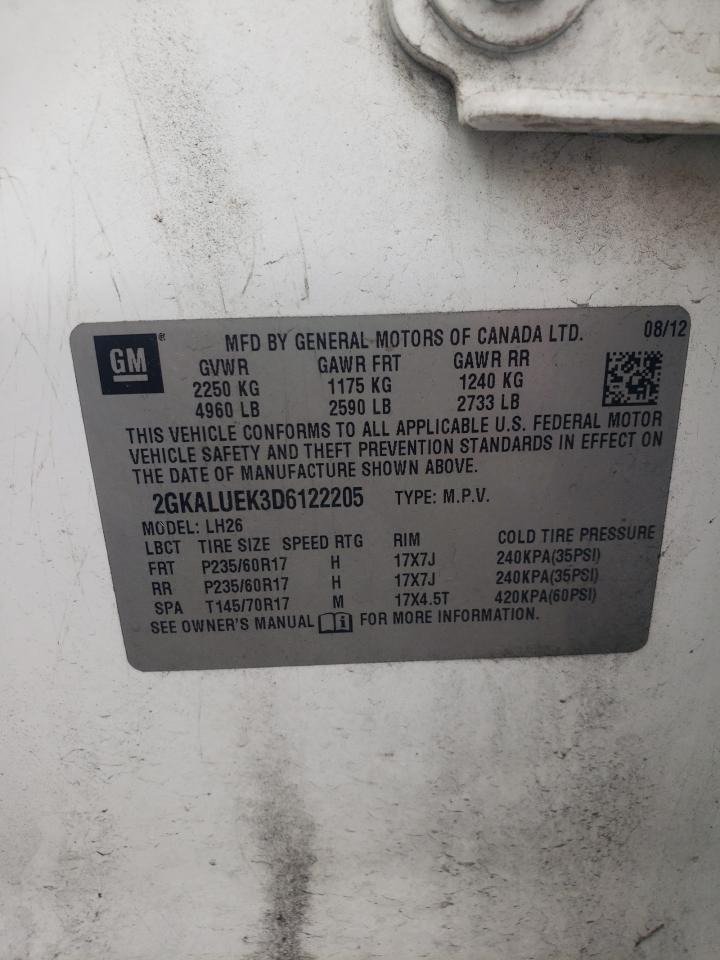 GM ® MFD BY GENERAL MOTORS OF CANADA LTD. 08/12
GVWR GAWR FRT GAWR RR
2250 KG 1175 KG 1240 KG
4960 LB 2590 LB 2733 LB
THIS VEHICLE CONFORMS TO ALL APPLICABLE U.S. FEDERAL MOTOR
VEHICLE SAFETY AND THEFT PREVENTION STANDARDS IN EFFECT ON
THE DATE OF MANUFACTURE SHOWN ABOVE.
2GKALUEK3D6122205 TYPE: M.P.V.
MODEL: LH26
LBCT TIRE SIZE SPEED RTG RIM COLD TIRE PRESSURE
FRT P235/60R17 H 17X7J 240KPA(35PSI)
RR P235/60R17 H 17X7J 240KPA(35PSI)
SPA T145/70R17 M 17X4.5T 420KPA(60PSI)
SEE OWNER'S MANUAL FOR MORE INFORMATION.